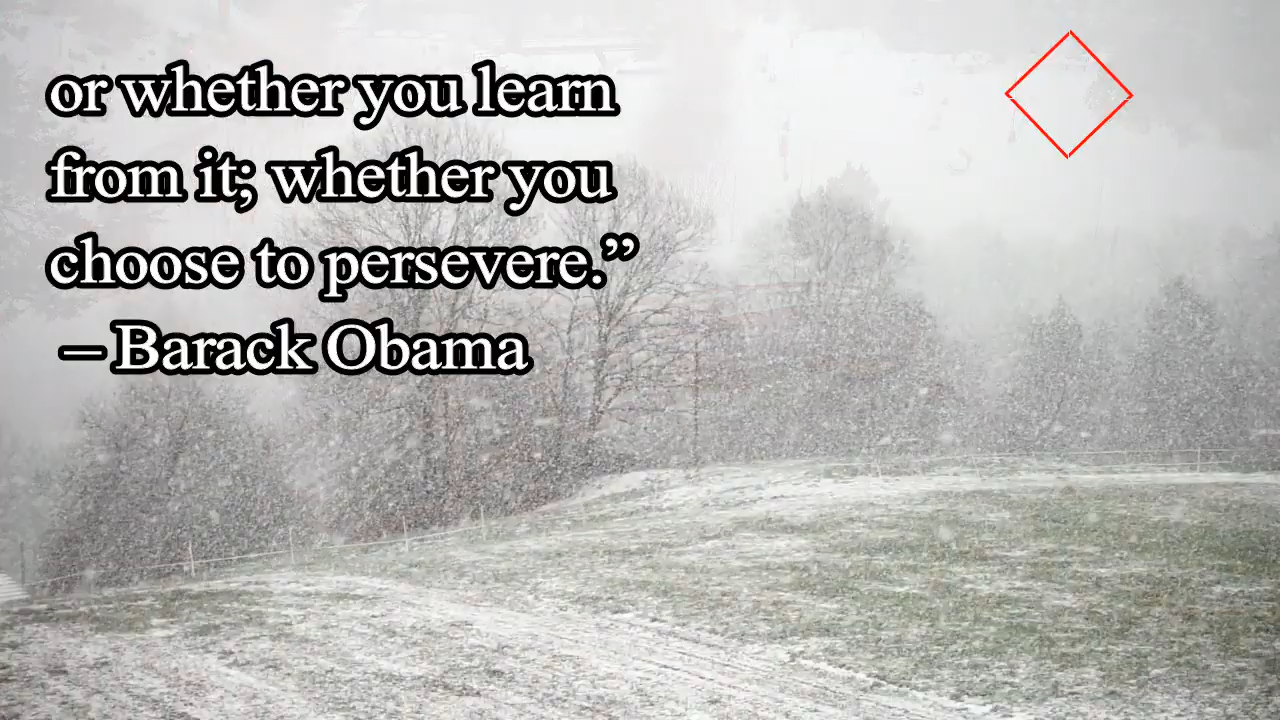 or whether you learn
from it; whether you
choose to persevere.”
– Barack Obama